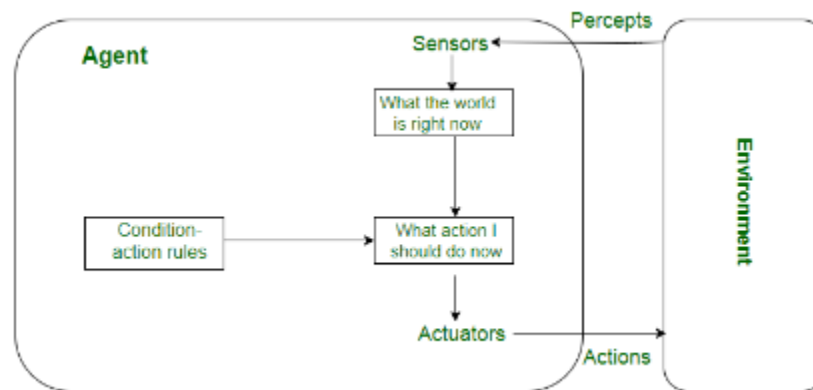 Percepts
Agent
Sensors
What the world
is right now
Environment
Condition-
action rules
What action I
should do now
Actuators
Actions